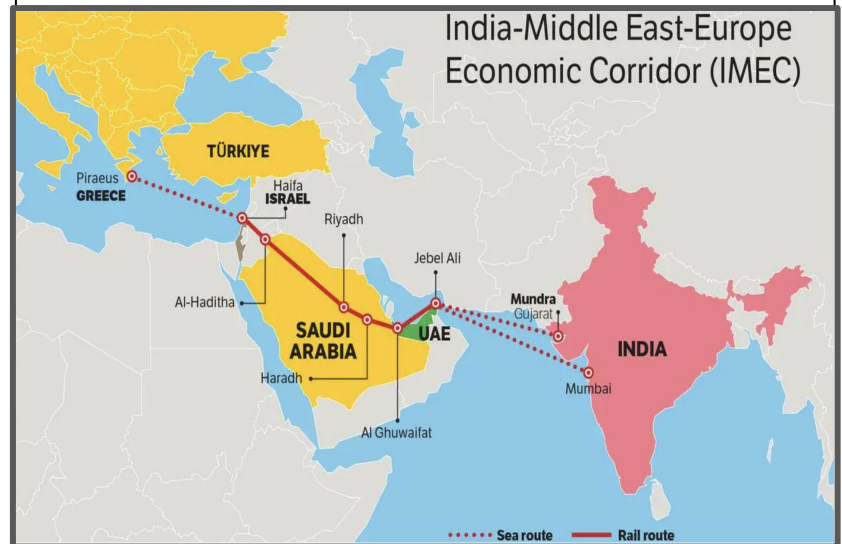 India-Middle East-Europe
Economic Corridor (IMEC)
TÜRKIYE
Piraeus
GREECE
Haifa
ISRAEL
Riyadh
Jebel Ali
Al-Haditha
Mundra
Gujarat
SAUDI
ARABIA
UAE
INDIA
Haradh
Mumbai
Al Ghuwaifat
Sea route
Rail route